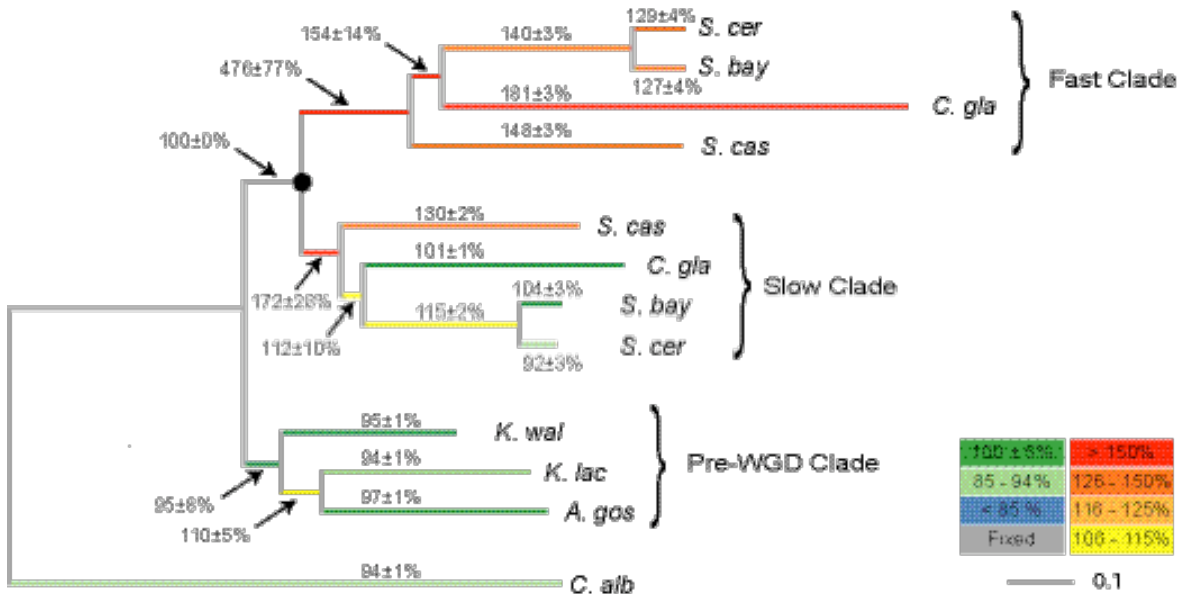 129±4%
S. cer
154±14%
140±3%
S. bay
476±77%
127±4%
Fast Clade
181±3%
C. gla
148±3%
S. cas
100±0%
130±2%
S. cas
101±1%
C. gla
104±3%
S. bay
Slow Clade
172±26%
115±2%
112±10%
S. cer
92±3%
95±1%
K. wal
94±1%
K. lac
Pre-WGD Clade
95±6%
97±1%
A. gos
110±5%
94±1%
C. alb
> 150%
85 - 94%
126 - 150%
< 85 %
116 - 125%
Fixed
106 - 115%
0.1